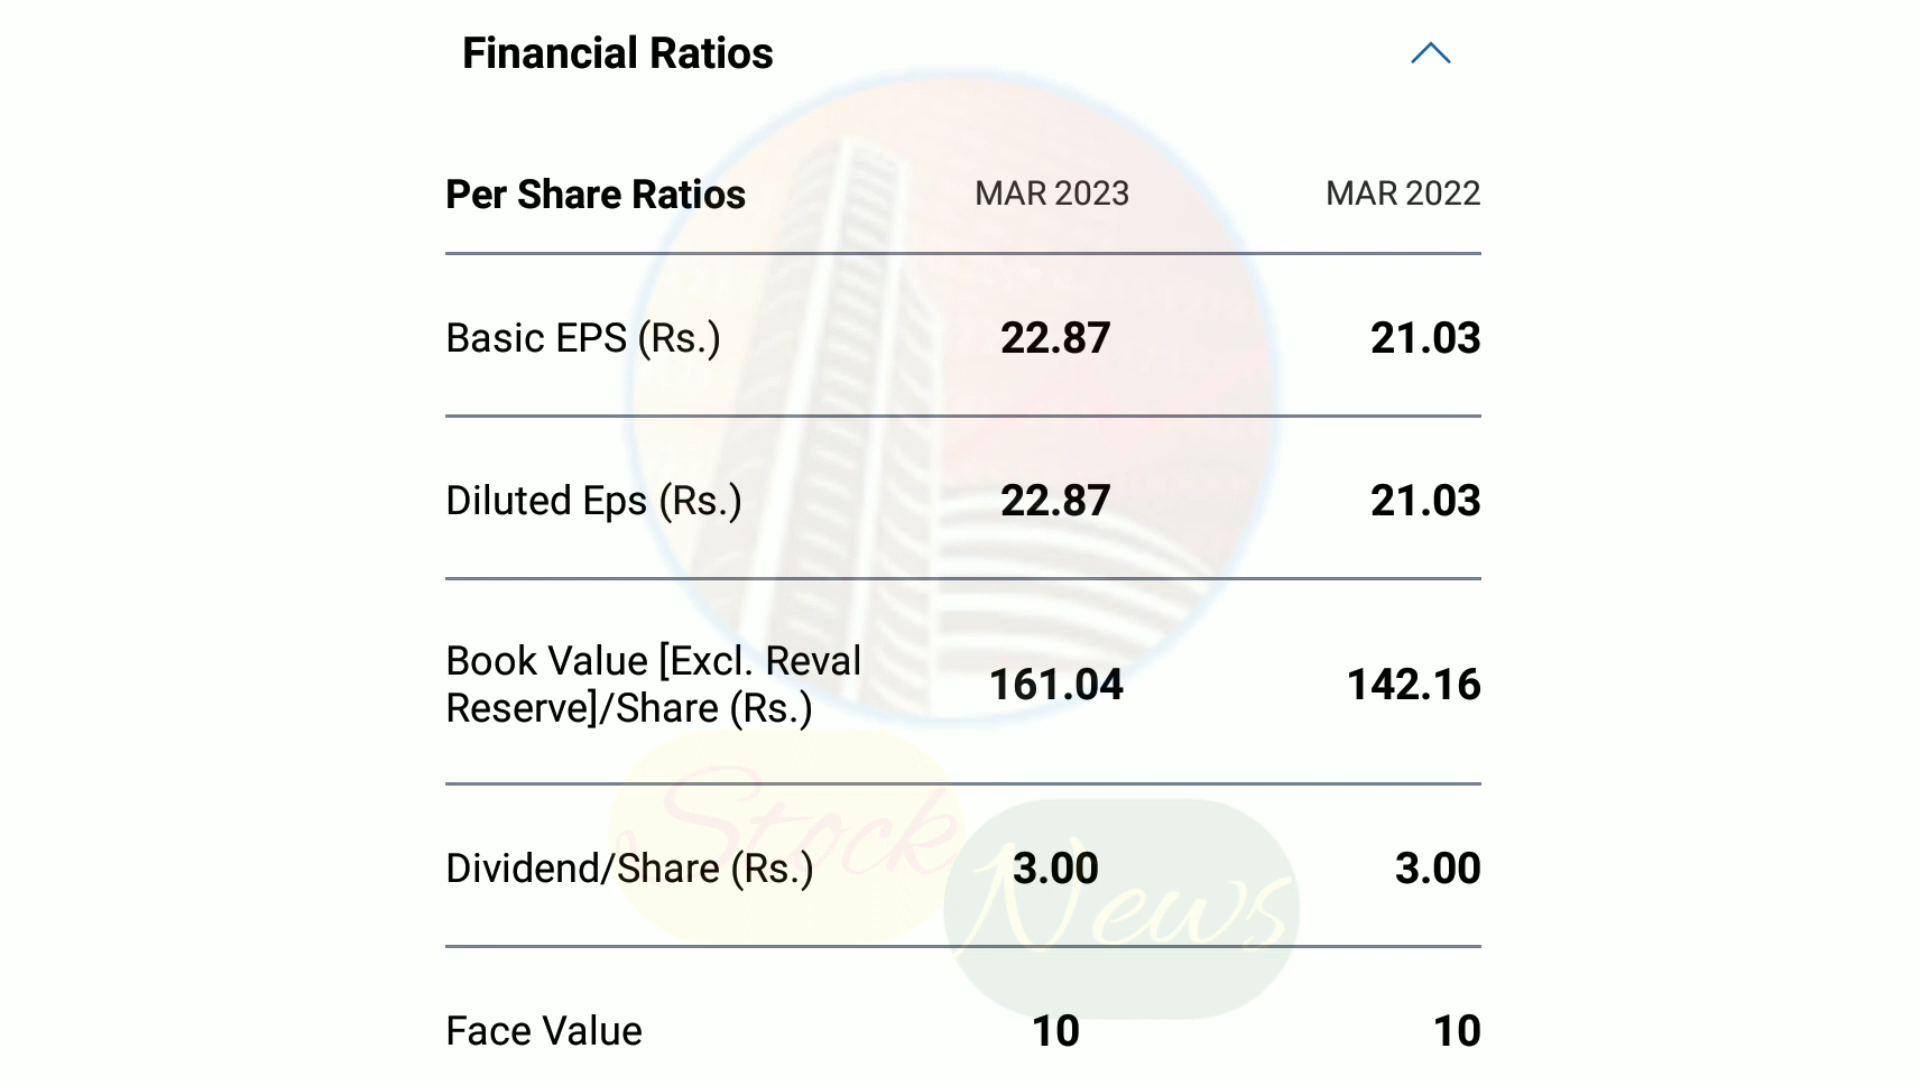 Financial Ratios
Per Share Ratios MAR 2023 MAR 2022
Basic EPS (Rs.) 22.87 21.03
Diluted Eps (Rs.) 22.87 21.03
Book Value [Excl. Reval
Reserve]/Share (Rs.) 161.04 142.16
Dividend/Share (Rs.) 3.00 3.00
Face Value 10 10
Stock
News